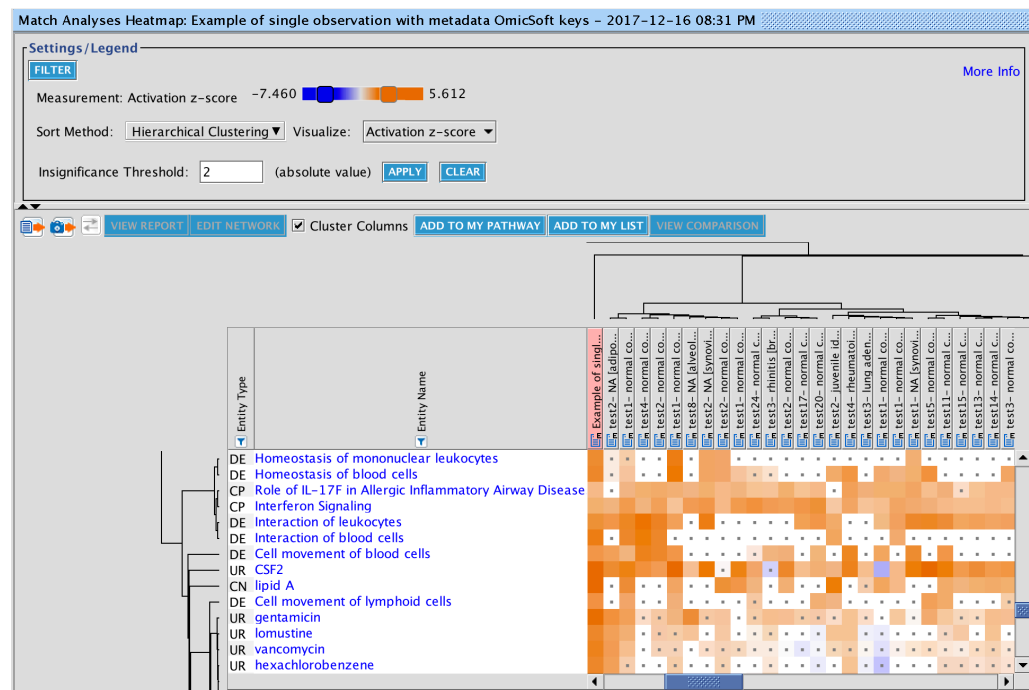 Match Analyses Heatmap: Example of single observation with metadata OmicSoft keys - 2017-12-16 08:31 PM
Settings/Legend
FILTER
More Info
Measurement: Activation z-score -7.460 5.612
Sort Method: Hierarchical Clustering Visualize: Activation z-score
Insignificance Threshold: 2 (absolute value) APPLY CLEAR
VIEW REPORT EDIT NETWORK Cluster Columns ADD TO MY PATHWAY ADD TO MY LIST VIEW COMPARISON
Entity Type
Entity Name
Example of singl...
test2- NA [adipo...
test1- normal co...
test4- normal co...
test2- normal co...
test1- normal co...
test8- NA [alveol...
test2- NA [synovi...
test2- normal co...
test1- normal co...
test24- normal c...
test3- rhinitis [br...
test2- normal co...
test17- normal c...
test20- normal c...
test2- juvenile id...
test4- rheumatoi...
test3- lung aden...
test1- normal co...
test1- normal co...
test1- NA [synovi...
test5- normal co...
test11- normal c...
test15- normal c...
test13- normal c...
test14- normal c...
test3- normal co...
DE Homeostasis of mononuclear leukocytes
DE Homeostasis of blood cells
CP Role of IL-17F in Allergic Inflammatory Airway Disease
CP Interferon Signaling
DE Interaction of leukocytes
DE Interaction of blood cells
DE Cell movement of blood cells
UR CSF2
CN lipid A
DE Cell movement of lymphoid cells
UR gentamicin
UR lomustine
UR vancomycin
UR hexachlorobenzene